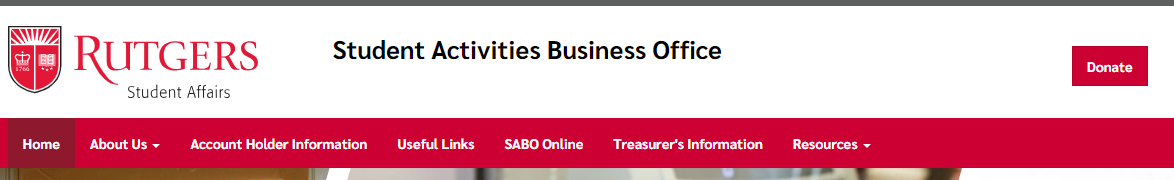 1766
RUTGERS
Student Affairs
Student Activities Business Office
Donate
Home About Us Account Holder Information Useful Links SABO Online Treasurer's Information Resources